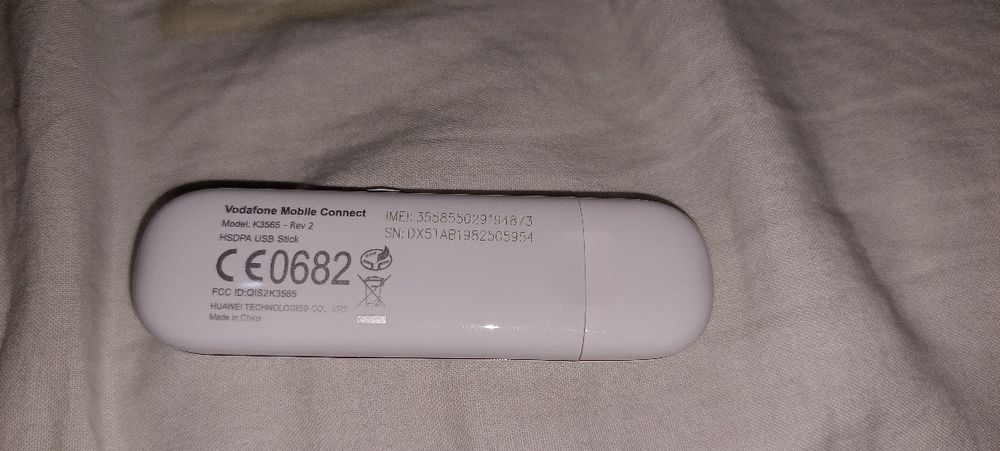 Vodafone Mobile Connect
Model: K3565 - Rev 2
HSDPA USB Stick
CE0682
FCC ID:QIS2K3565
HUAWEI TECHNOLOGIES CO., LTD
Made in China
IMEI: 355855029194873
SN: DX51AB1982505954